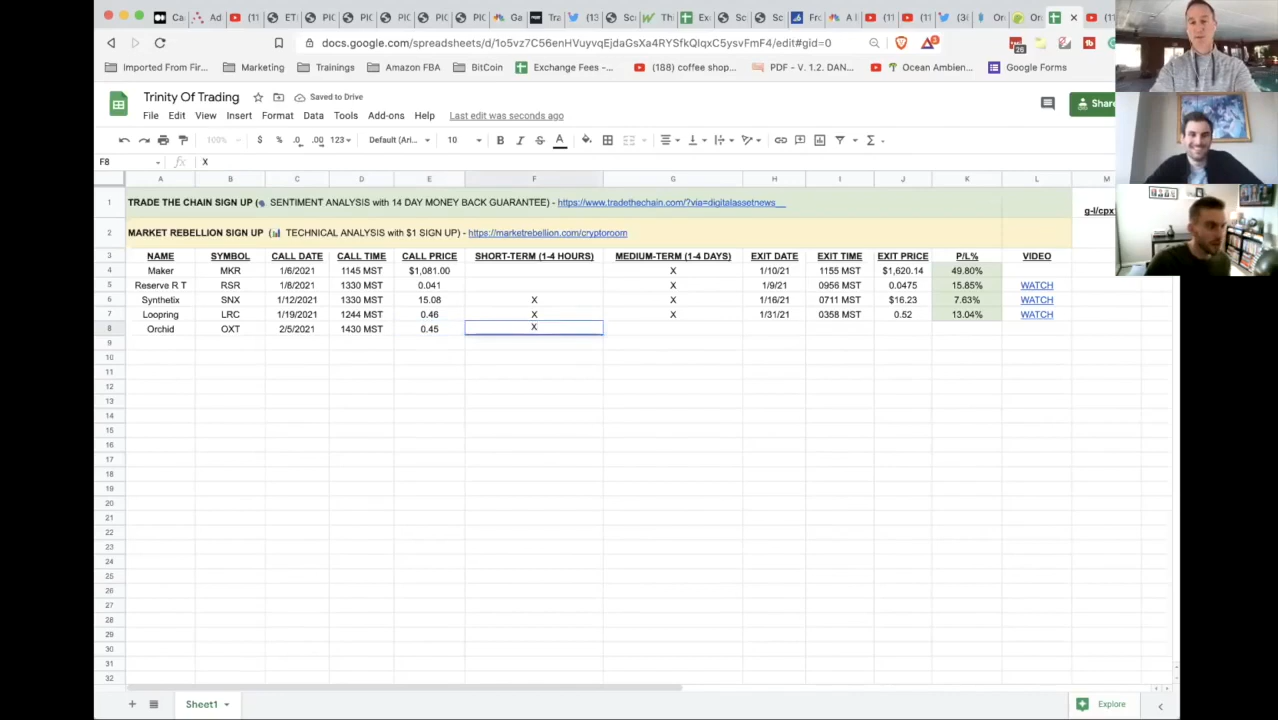 docs.google.com/spreadsheets/d/1o5vz7C56enHVuyvqEjdaGsXa4RYSfkQlqxC5ysvFmF4/edit#gid=0
Imported From Fir... Marketing Trainings Amazon FBA BitCoin Exchange Fees -... (188) coffee shop... PDF - V. 1.2. DAN... Ocean Ambien... Google Forms
Trinity Of Trading Saved to Drive
File Edit View Insert Format Data Tools Add-ons Help Last edit was seconds ago
Share
100% $ % .0 .00 123 Default (Ari... 10 B I S A
F8 fx X
A B C D E F G H I J K L M
1 TRADE THE CHAIN SIGN UP ( SENTIMENT ANALYSIS with 14 DAY MONEY BACK GUARANTEE) - https://www.tradethechain.com/?via=digitalassetnews__
g-l/cpx
2 MARKET REBELLION SIGN UP ( TECHNICAL ANALYSIS with $1 SIGN UP) - https://marketrebellion.com/cryptoroom
3 NAME SYMBOL CALL DATE CALL TIME CALL PRICE SHORT-TERM (1-4 HOURS) MEDIUM-TERM (1-4 DAYS) EXIT DATE EXIT TIME EXIT PRICE P/L% VIDEO
4 Maker MKR 1/6/2021 1145 MST $1,081.00 X 1/10/21 1155 MST $1,620.14 49.80%
5 Reserve R T RSR 1/8/2021 1330 MST 0.041 X 1/9/21 0956 MST 0.0475 15.85% WATCH
6 Synthetix SNX 1/12/2021 1330 MST 15.08 X X 1/16/21 0711 MST $16.23 7.63% WATCH
7 Loopring LRC 1/19/2021 1244 MST 0.46 X X 1/31/21 0358 MST 0.52 13.04% WATCH
8 Orchid OXT 2/5/2021 1430 MST 0.45 X
9
10
11
12
13
14
15
16
17
18
19
20
21
22
23
24
25
26
27
28
29
30
31
32
Sheet1 Explore